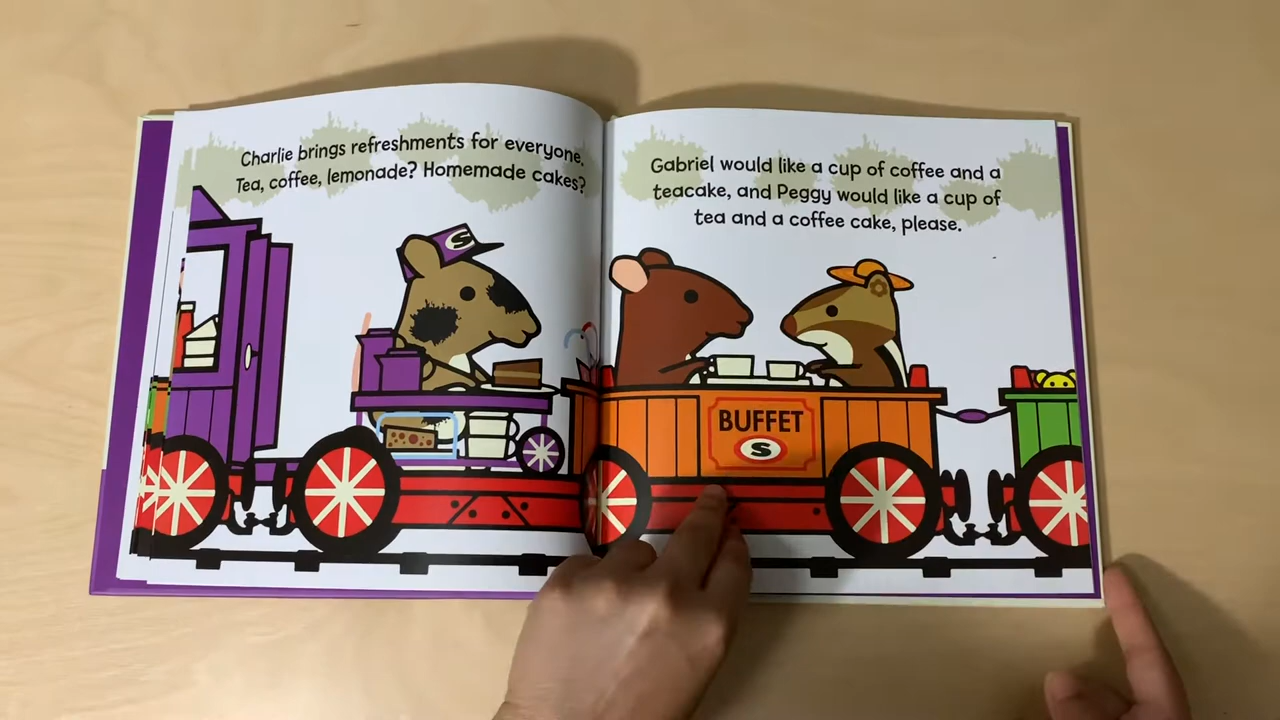 Charlie brings refreshments for everyone.
Tea, coffee, lemonade? Homemade cakes?
Gabriel would like a cup of coffee and a
teacake, and Peggy would like a cup of
tea and a coffee cake, please.
S
BUFFET
S